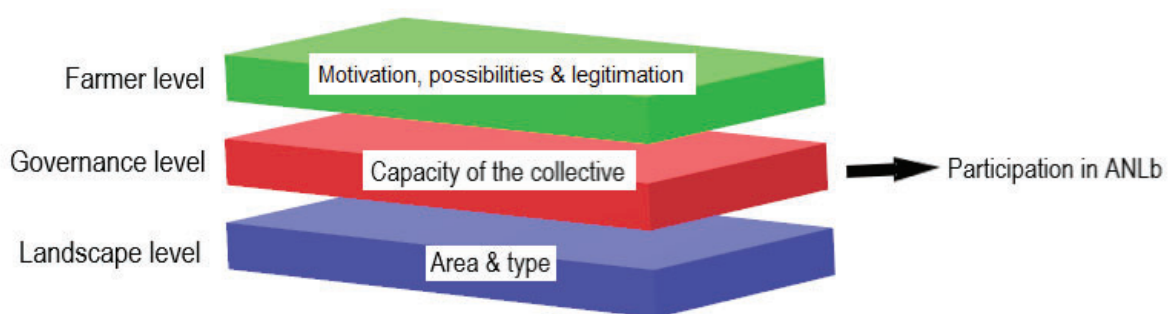 Farmer level
Motivation, possibilities & legitimation
Governance level
Capacity of the collective
Participation in ANLb
Landscape level
Area & type